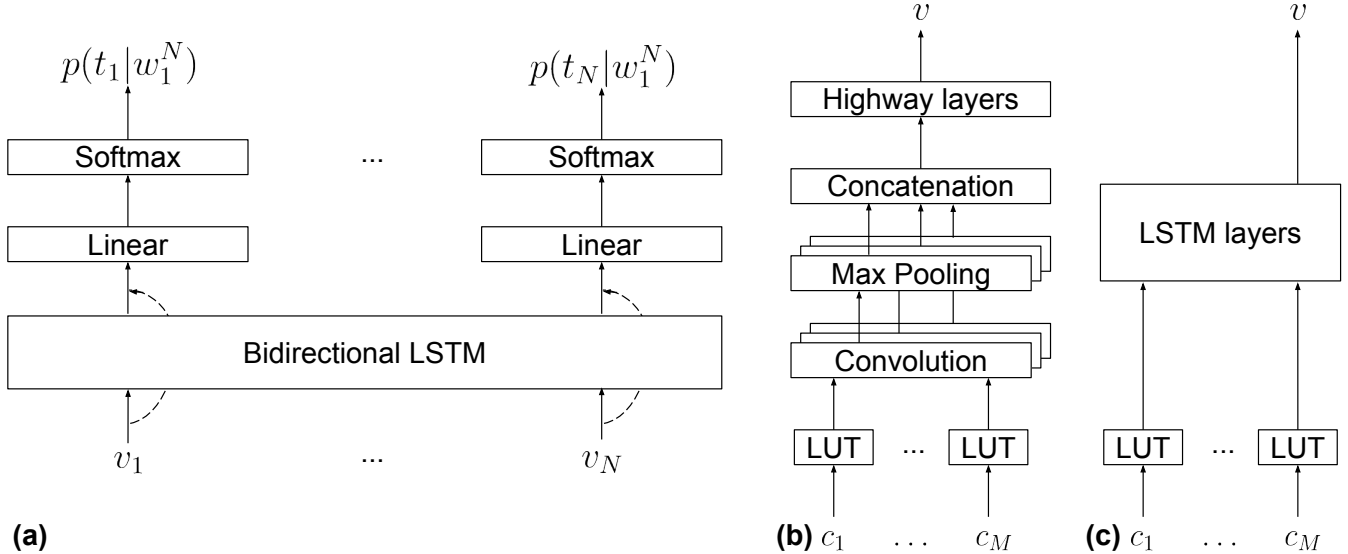 p(t_1|w_1^N) p(t_N|w_1^N)
Softmax ... Softmax
Linear Linear
Bidirectional LSTM
v_1 ... v_N
(a)
v
Highway layers
Concatenation
Max Pooling
Convolution
LUT ... LUT
(b) c_1 ... c_M
v
LSTM layers
LUT ... LUT
(c) c_1 ... c_M